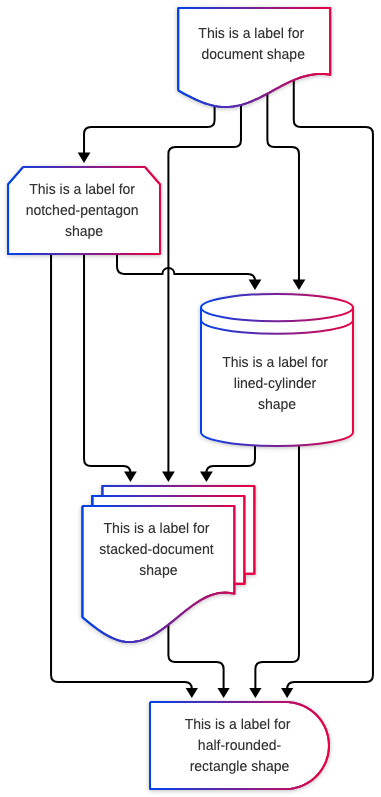 This is a label for
document shape
This is a label for
notched-pentagon
shape
This is a label for
lined-cylinder
shape
This is a label for
stacked-document
shape
This is a label for
half-rounded-
rectangle shape